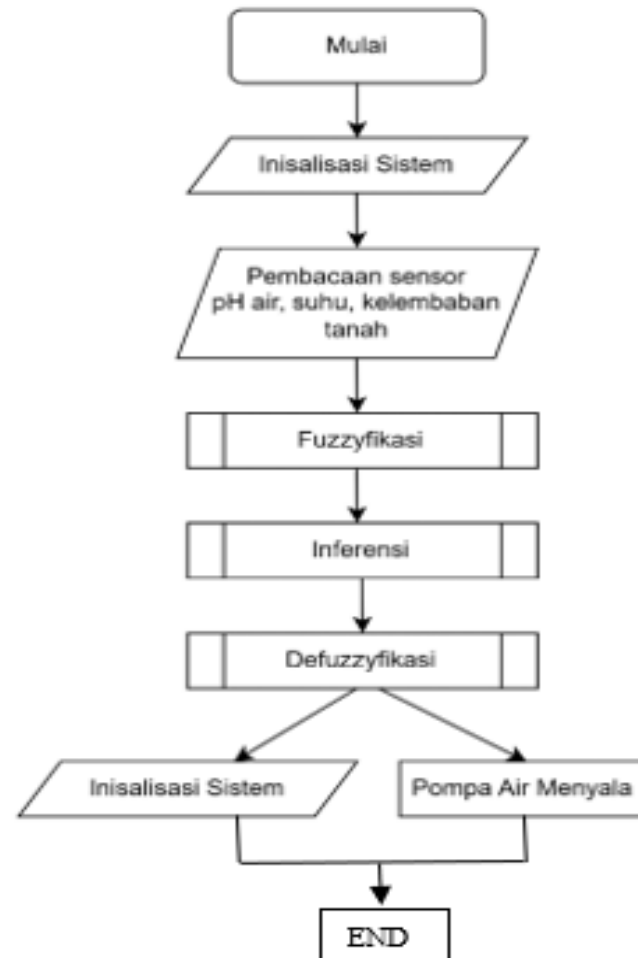 Mulai
Inisalisasi Sistem
Pembacaan sensor
pH air, suhu, kelembaban
tanah
Fuzzyfikasi
Inferensi
Defuzzyfikasi
Inisalisasi Sistem
Pompa Air Menyala
END